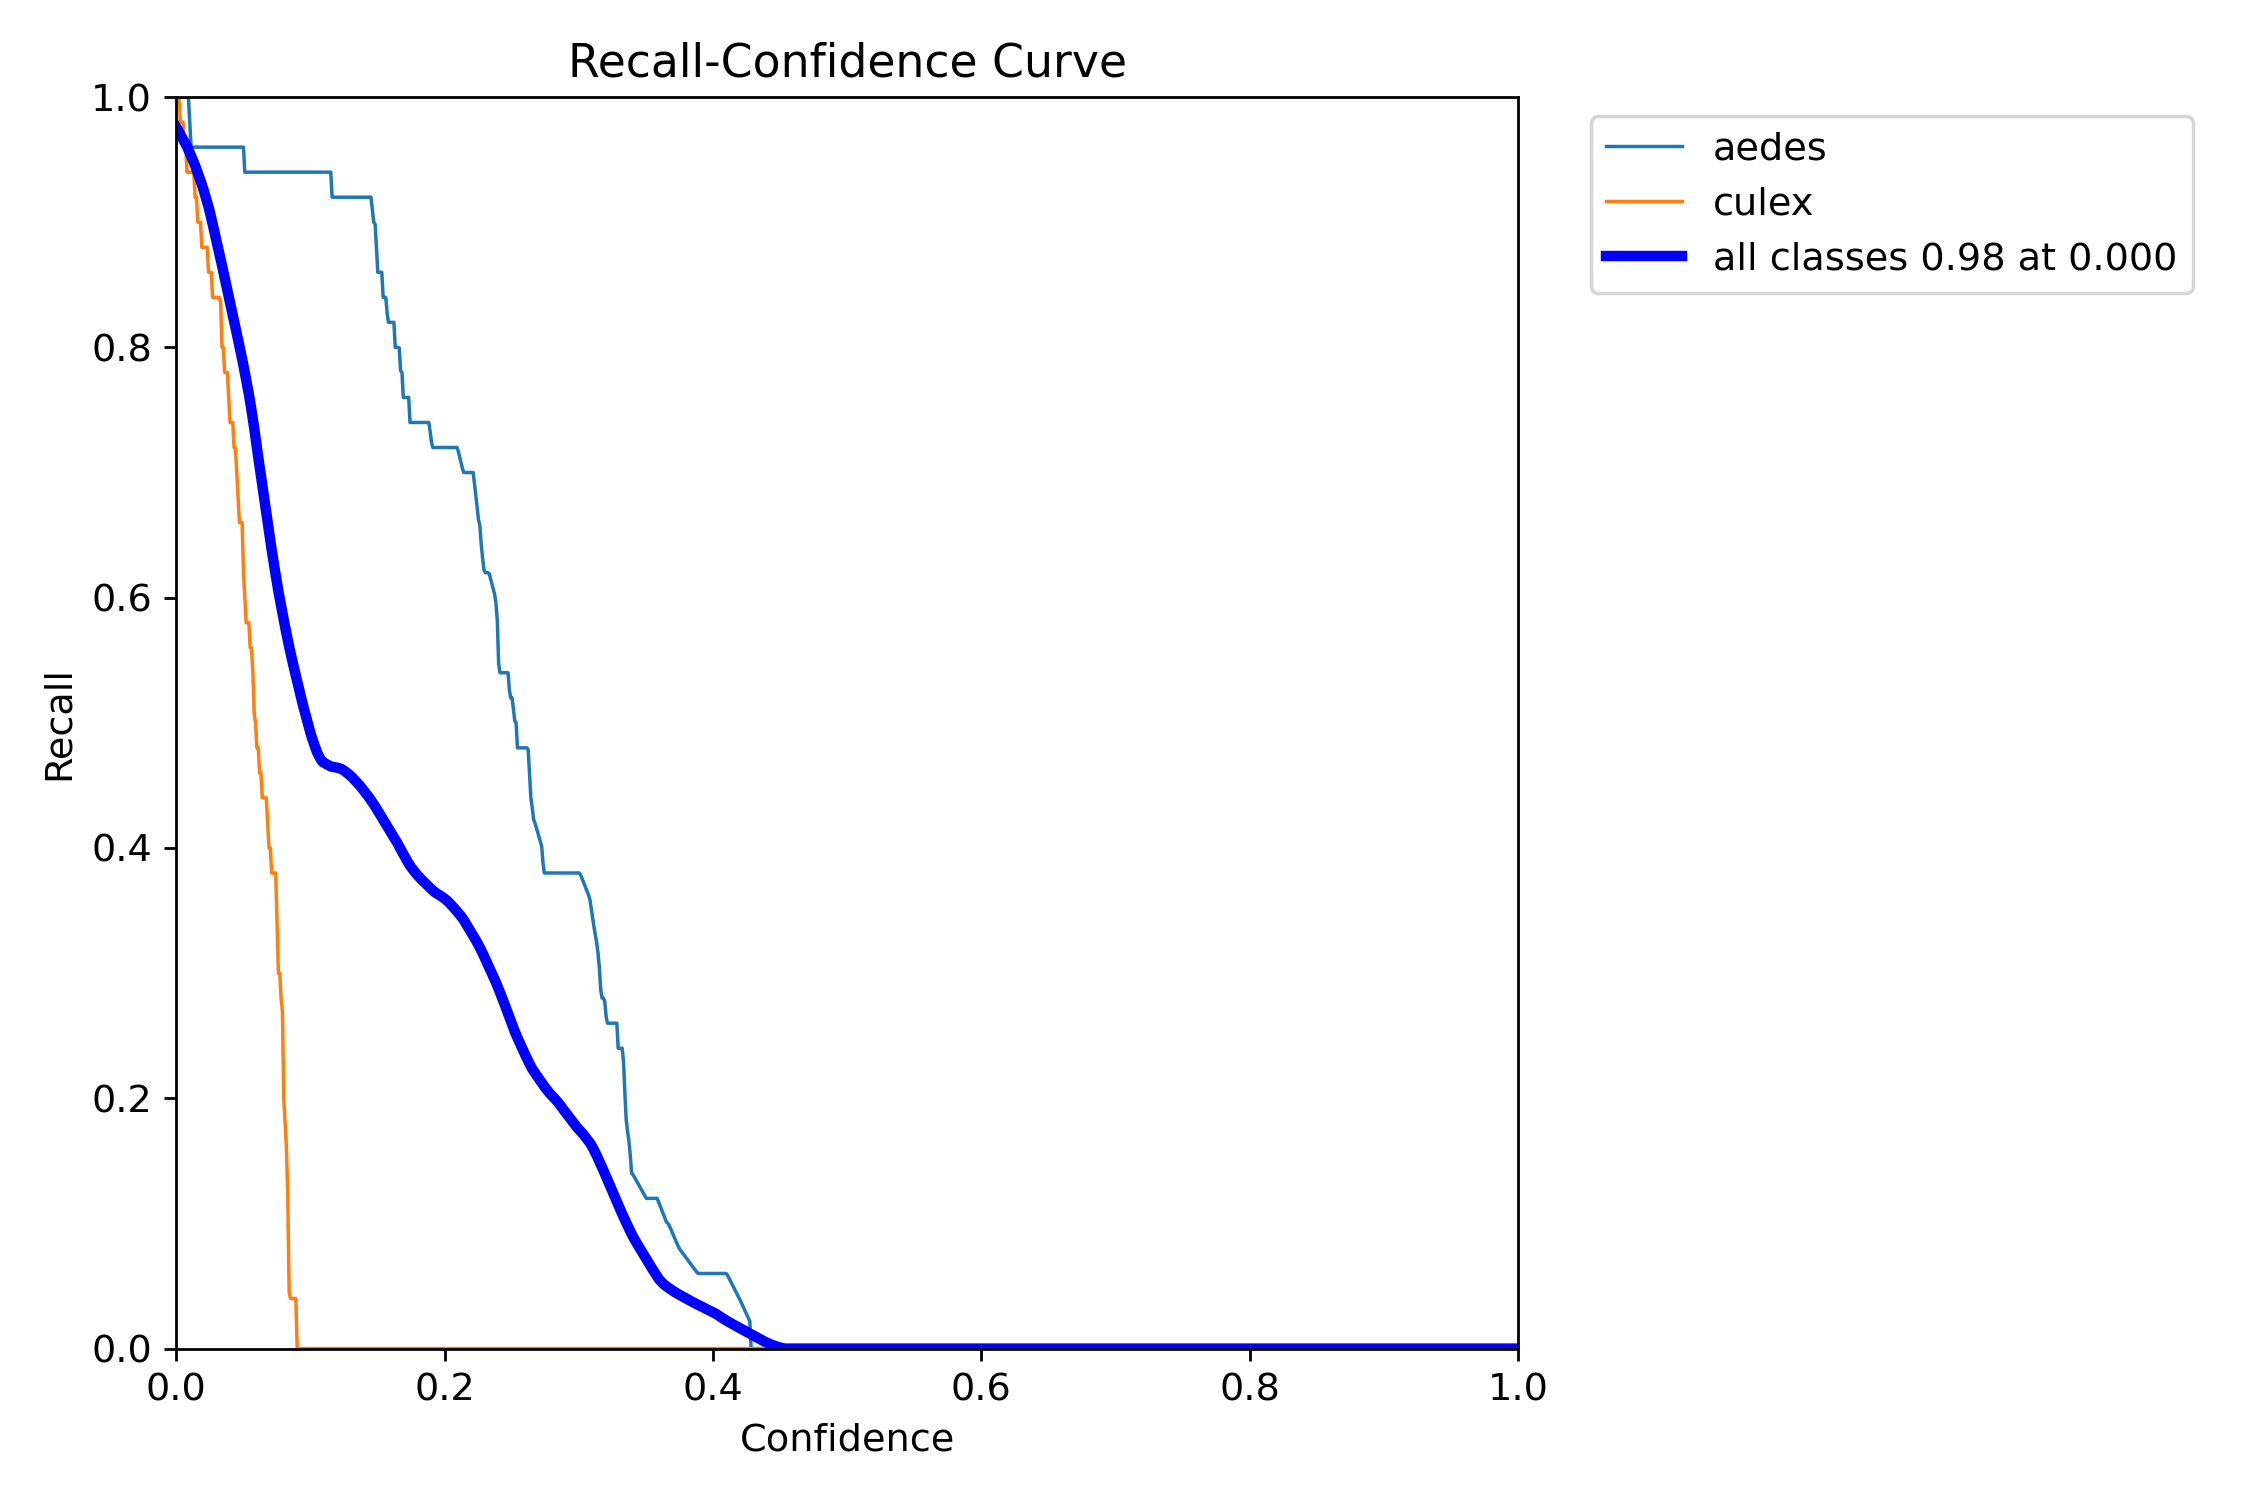 Recall-Confidence Curve
1.0
0.8
0.6
0.4
0.2
0.0
Recall
0.0 0.2 0.4 0.6 0.8 1.0
Confidence
aedes
culex
all classes 0.98 at 0.000